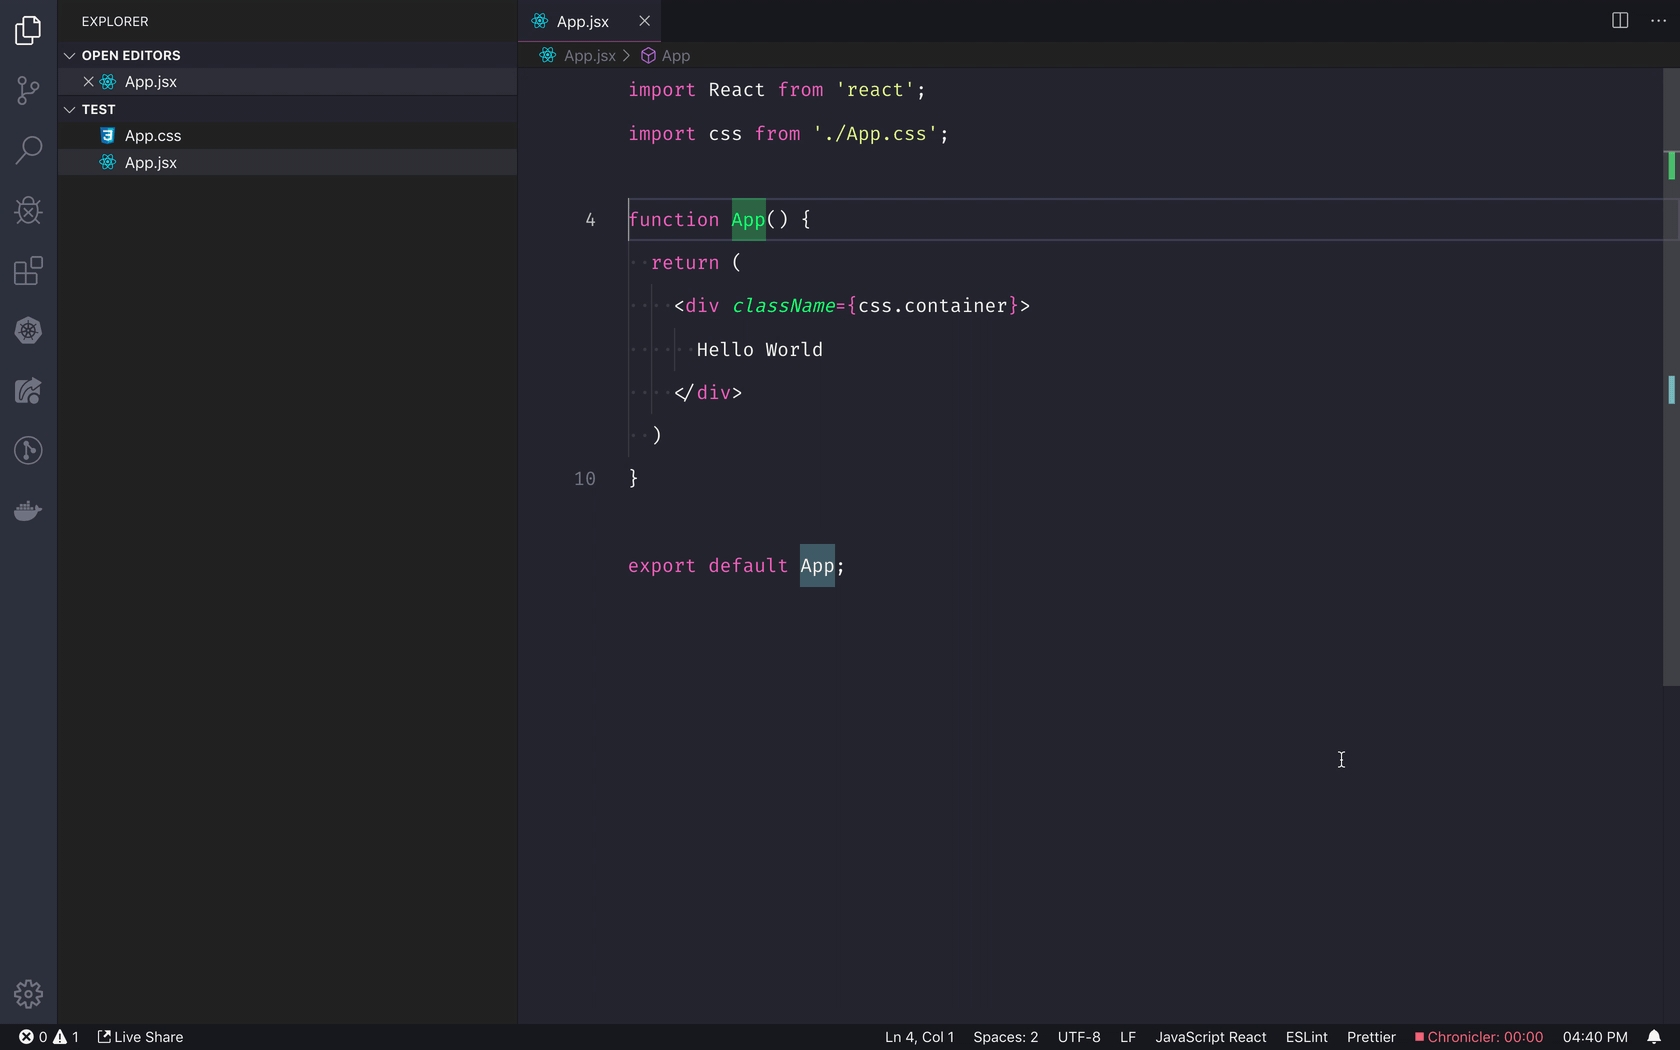 EXPLORER
OPEN EDITORS
App.jsx
TEST
App.css
App.jsx
App.jsx
App.jsx > App
import React from 'react';
import css from './App.css';
4 function App() {
return (
<div className={css.container}>
Hello World
</div>
)
10 }
export default App;
0 1 Live Share Ln 4, Col 1 Spaces: 2 UTF-8 LF JavaScript React ESLint Prettier Chronicler: 00:00 04:40 PM